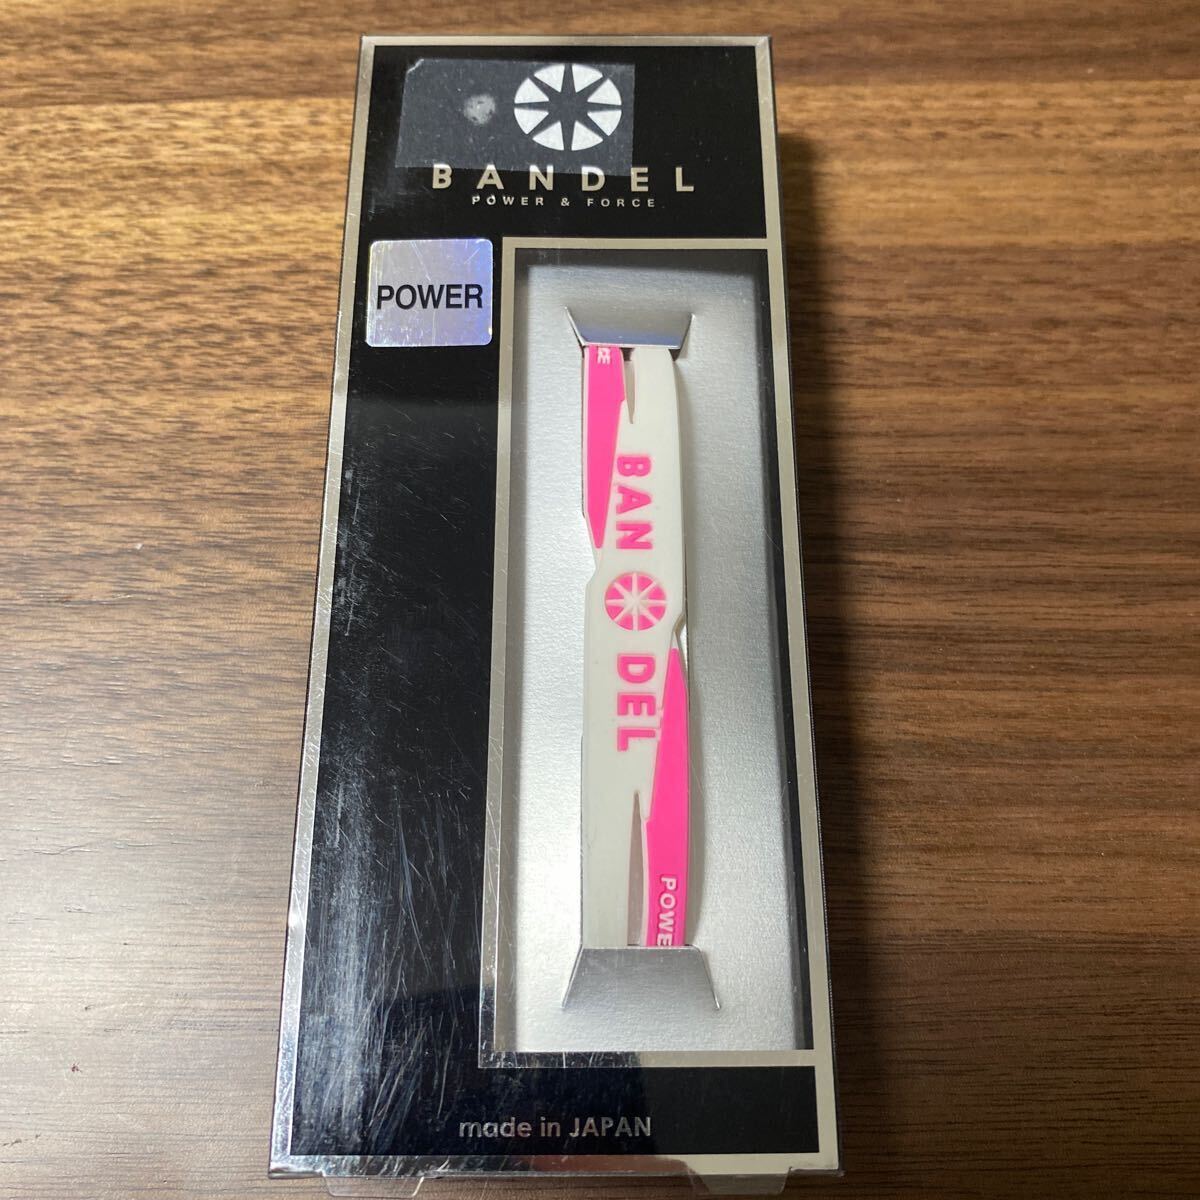 BANDEL
POWER & FORCE
POWER
BAN DEL
POWE
made in JAPAN